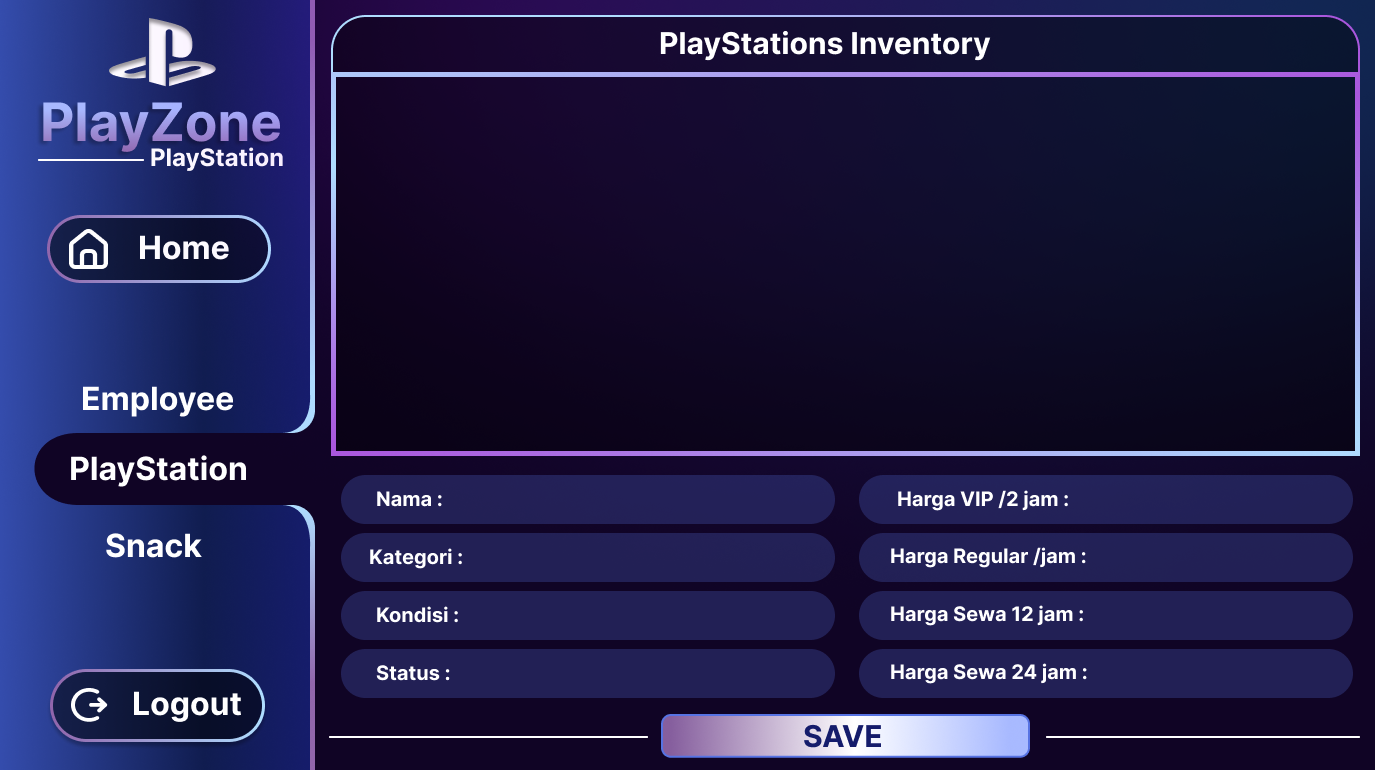 PlayZone
PlayStation
Home
Employee
PlayStation
Snack
Logout
PlayStations Inventory
Nama :
Kategori :
Kondisi :
Status :
Harga VIP /2 jam :
Harga Regular /jam :
Harga Sewa 12 jam :
Harga Sewa 24 jam :
SAVE